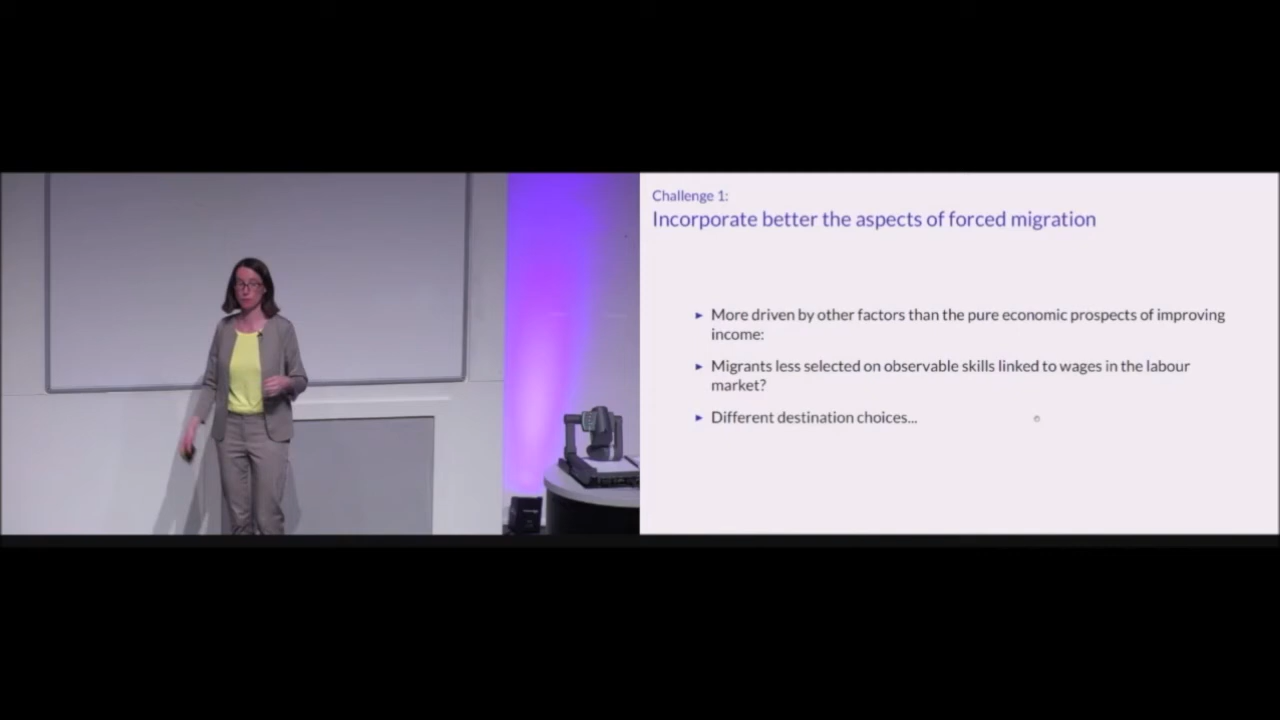 Challenge 1:
Incorporate better the aspects of forced migration
► More driven by other factors than the pure economic prospects of improving
income:
► Migrants less selected on observable skills linked to wages in the labour
market?
► Different destination choices...